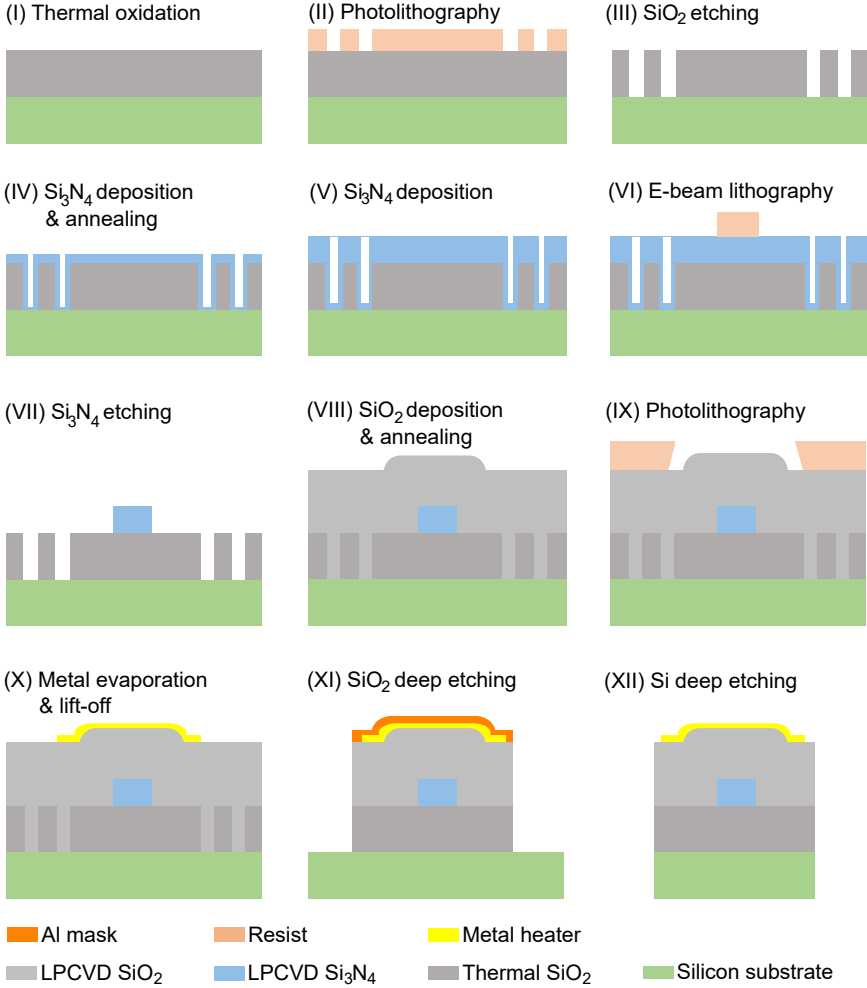 (I) Thermal oxidation
(II) Photolithography
(III) SiO₂ etching
(IV) Si₃N₄ deposition
& annealing
(V) Si₃N₄ deposition
(VI) E-beam lithography
(VII) Si₃N₄ etching
(VIII) SiO₂ deposition
& annealing
(IX) Photolithography
(X) Metal evaporation
& lift-off
(XI) SiO₂ deep etching
(XII) Si deep etching
Al mask
Resist
Metal heater
LPCVD SiO₂
LPCVD Si₃N₄
Thermal SiO₂
Silicon substrate